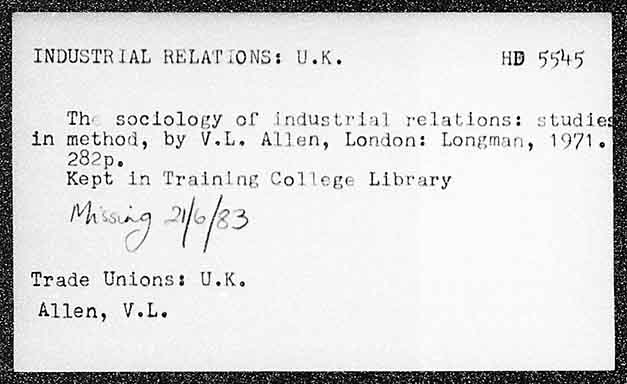 INDUSTRIAL RELATIONS: U.K. HD 5545
The sociology of industrial relations: studies
in method, by V.L. Allen, London: Longman, 1971.
282p.
Kept in Training College Library
Missing 21/6/83
Trade Unions: U.K.
Allen, V.L.